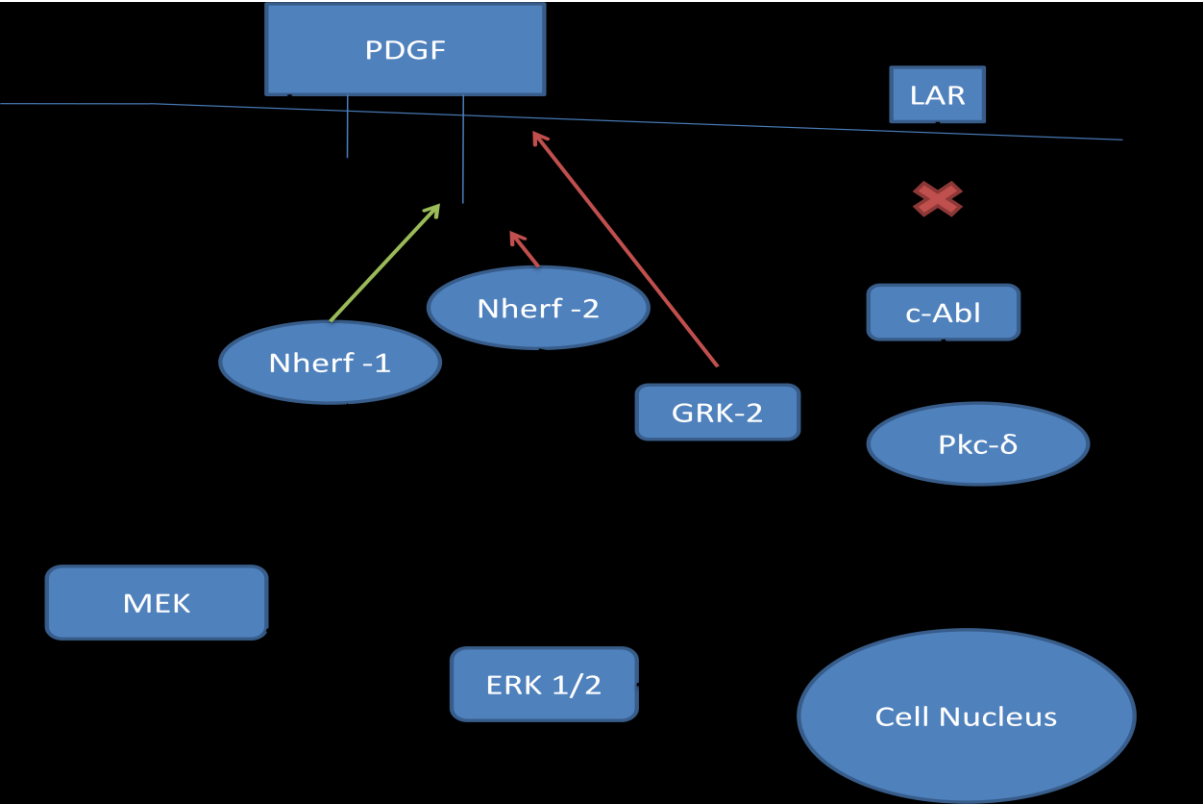 PDGF
LAR
Nherf -2
c-Abl
Nherf -1
GRK-2
Pkc-δ
MEK
ERK 1/2
Cell Nucleus